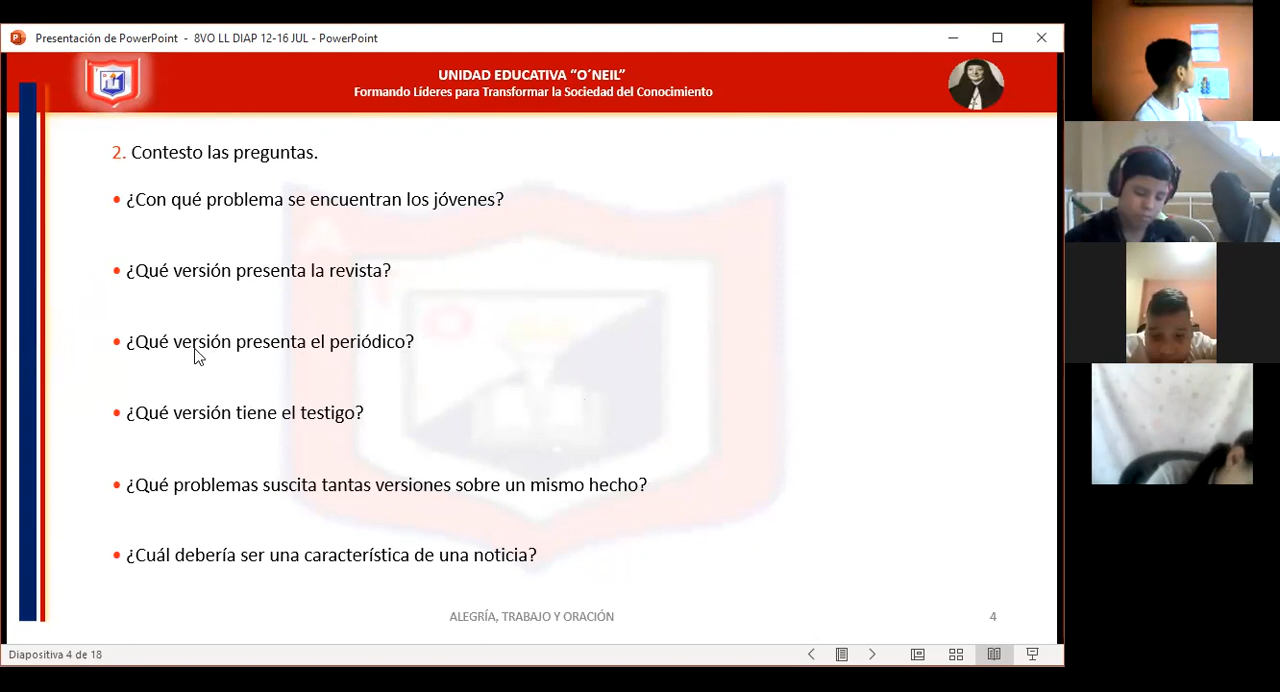 Presentación de PowerPoint - 8VO LL DIAP 12-16 JUL - PowerPoint
UNIDAD EDUCATIVA “O´NEIL”
Formando Líderes para Transformar la Sociedad del Conocimiento
2. Contesto las preguntas.
• ¿Con qué problema se encuentran los jóvenes?
• ¿Qué versión presenta la revista?
• ¿Qué versión presenta el periódico?
• ¿Qué versión tiene el testigo?
• ¿Qué problemas suscita tantas versiones sobre un mismo hecho?
• ¿Cuál debería ser una característica de una noticia?
ALEGRÍA, TRABAJO Y ORACIÓN
4
Diapositiva 4 de 18